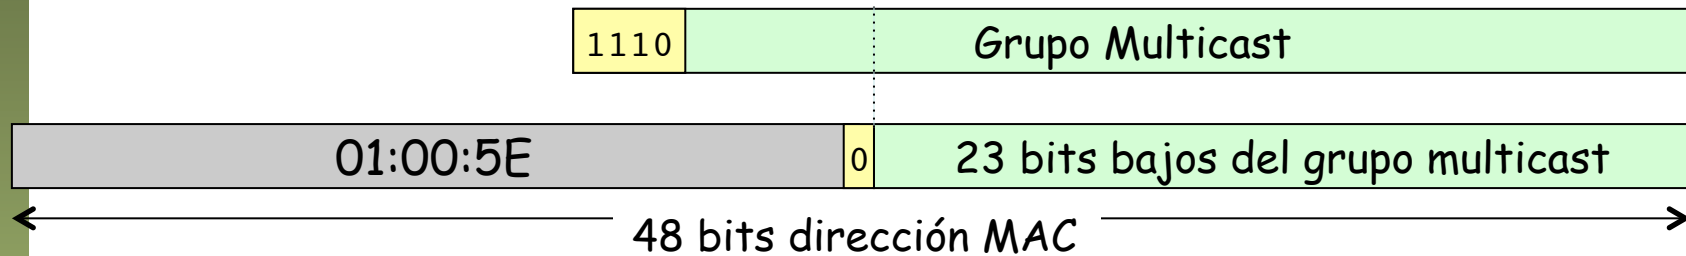 1110 Grupo Multicast
01:00:5E 0 23 bits bajos del grupo multicast
48 bits dirección MAC